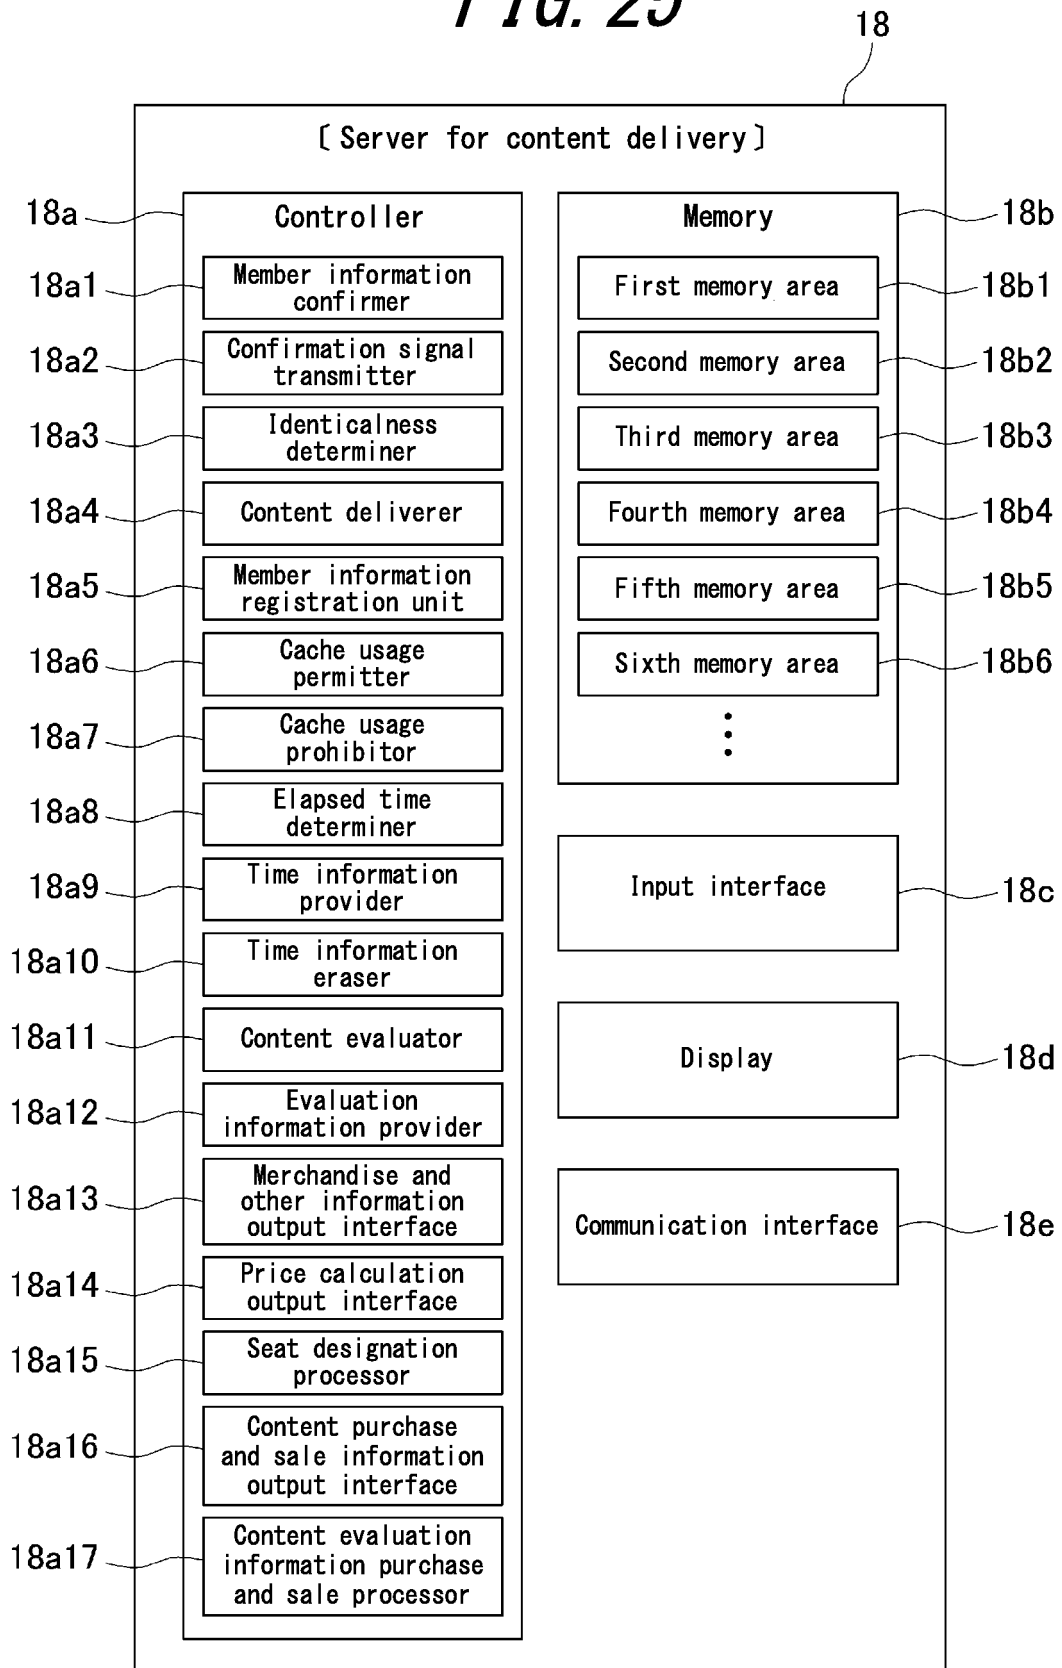 FIG. 25
18
[Server for content delivery]
18a
Controller
18a1
Member information
confirmer
18a2
Confirmation signal
transmitter
18a3
Identicalness
determiner
18a4
Content deliverer
18a5
Member information
registration unit
18a6
Cache usage
permitter
18a7
Cache usage
prohibitor
18a8
Elapsed time
determiner
18a9
Time information
provider
18a10
Time information
eraser
18a11
Content evaluator
18a12
Evaluation
information provider
18a13
Merchandise and
other information
output interface
18a14
Price calculation
output interface
18a15
Seat designation
processor
18a16
Content purchase
and sale information
output interface
18a17
Content evaluation
information purchase
and sale processor
Memory
18b
First memory area
18b1
Second memory area
18b2
Third memory area
18b3
Fourth memory area
18b4
Fifth memory area
18b5
Sixth memory area
18b6
Input interface
18c
Display
18d
Communication interface
18e